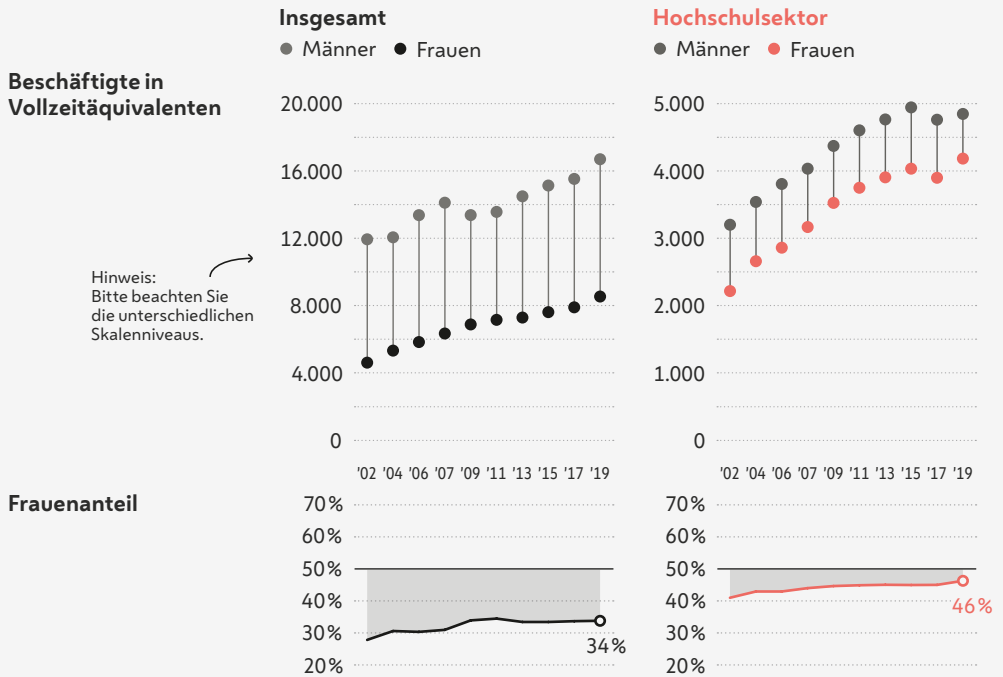 Insgesamt
Männer Frauen
Hochschulsektor
Männer Frauen
Beschäftigte in
Vollzeitäquivalenten
20.000
16.000
12.000
8.000
4.000
0
Hinweis:
Bitte beachten Sie
die unterschiedlichen
Skalenniveaus.
'02 '04 '06 '07 '09 '11 '13 '15 '17 '19
5.000
4.000
3.000
2.000
1.000
0
'02 '04 '06 '07 '09 '11 '13 '15 '17 '19
Frauenanteil
70%
60%
50%
40%
30%
20%
34%
70%
60%
50%
40%
30%
20%
46%